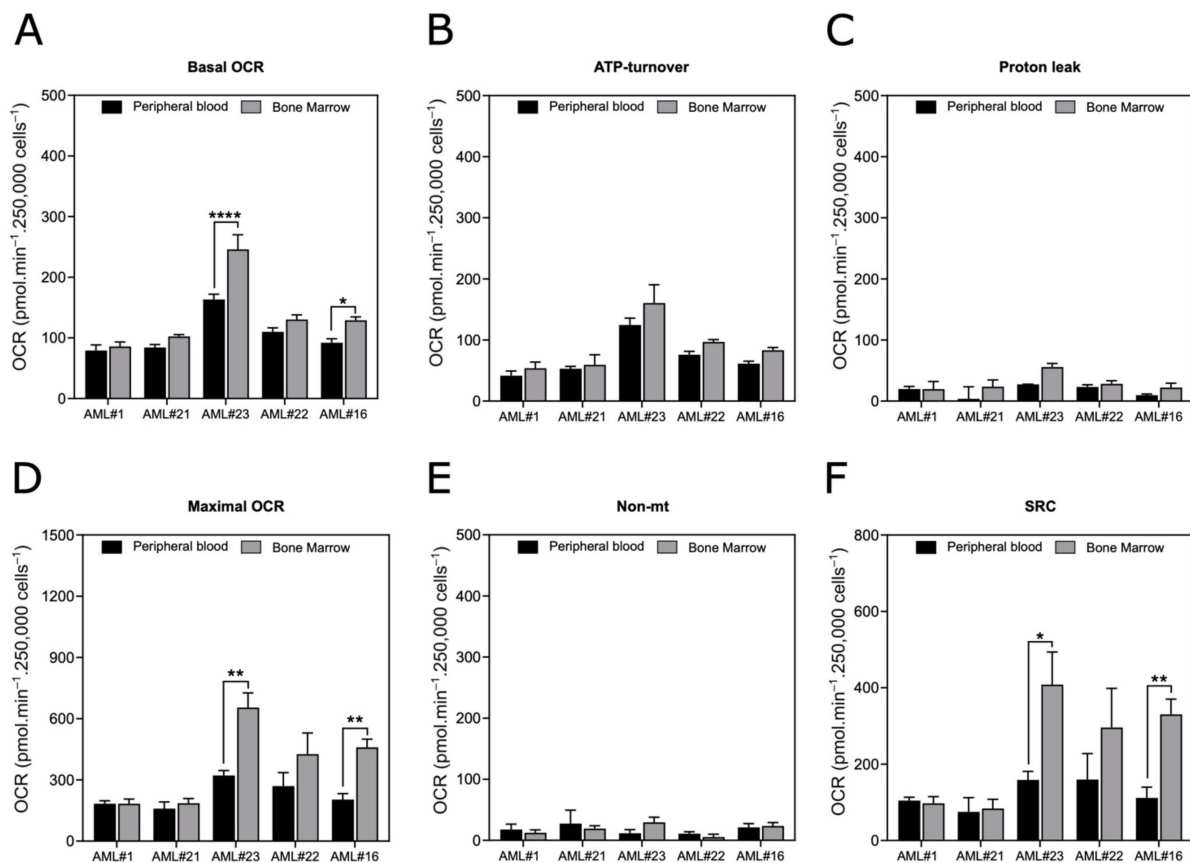 A
Basal OCR
OCR (pmol.min⁻¹.250,000 cells⁻¹)
500
400
300
200
100
0
Peripheral blood
Bone Marrow
****
*
AML#1 AML#21 AML#23 AML#22 AML#16
B
ATP-turnover
OCR (pmol.min⁻¹.250,000 cells⁻¹)
500
400
300
200
100
0
Peripheral blood
Bone Marrow
AML#1 AML#21 AML#23 AML#22 AML#16
C
Proton leak
OCR (pmol.min⁻¹.250,000 cells⁻¹)
500
400
300
200
100
0
Peripheral blood
Bone Marrow
AML#1 AML#21 AML#23 AML#22 AML#16
D
Maximal OCR
OCR (pmol.min⁻¹.250,000 cells⁻¹)
1500
1200
900
600
300
0
Peripheral blood
Bone Marrow
**
**
AML#1 AML#21 AML#23 AML#22 AML#16
E
Non-mt
OCR (pmol.min⁻¹.250,000 cells⁻¹)
500
400
300
200
100
0
Peripheral blood
Bone Marrow
AML#1 AML#21 AML#23 AML#22 AML#16
F
SRC
OCR (pmol.min⁻¹.250,000 cells⁻¹)
800
600
400
200
0
Peripheral blood
Bone Marrow
*
**
AML#1 AML#21 AML#23 AML#22 AML#16